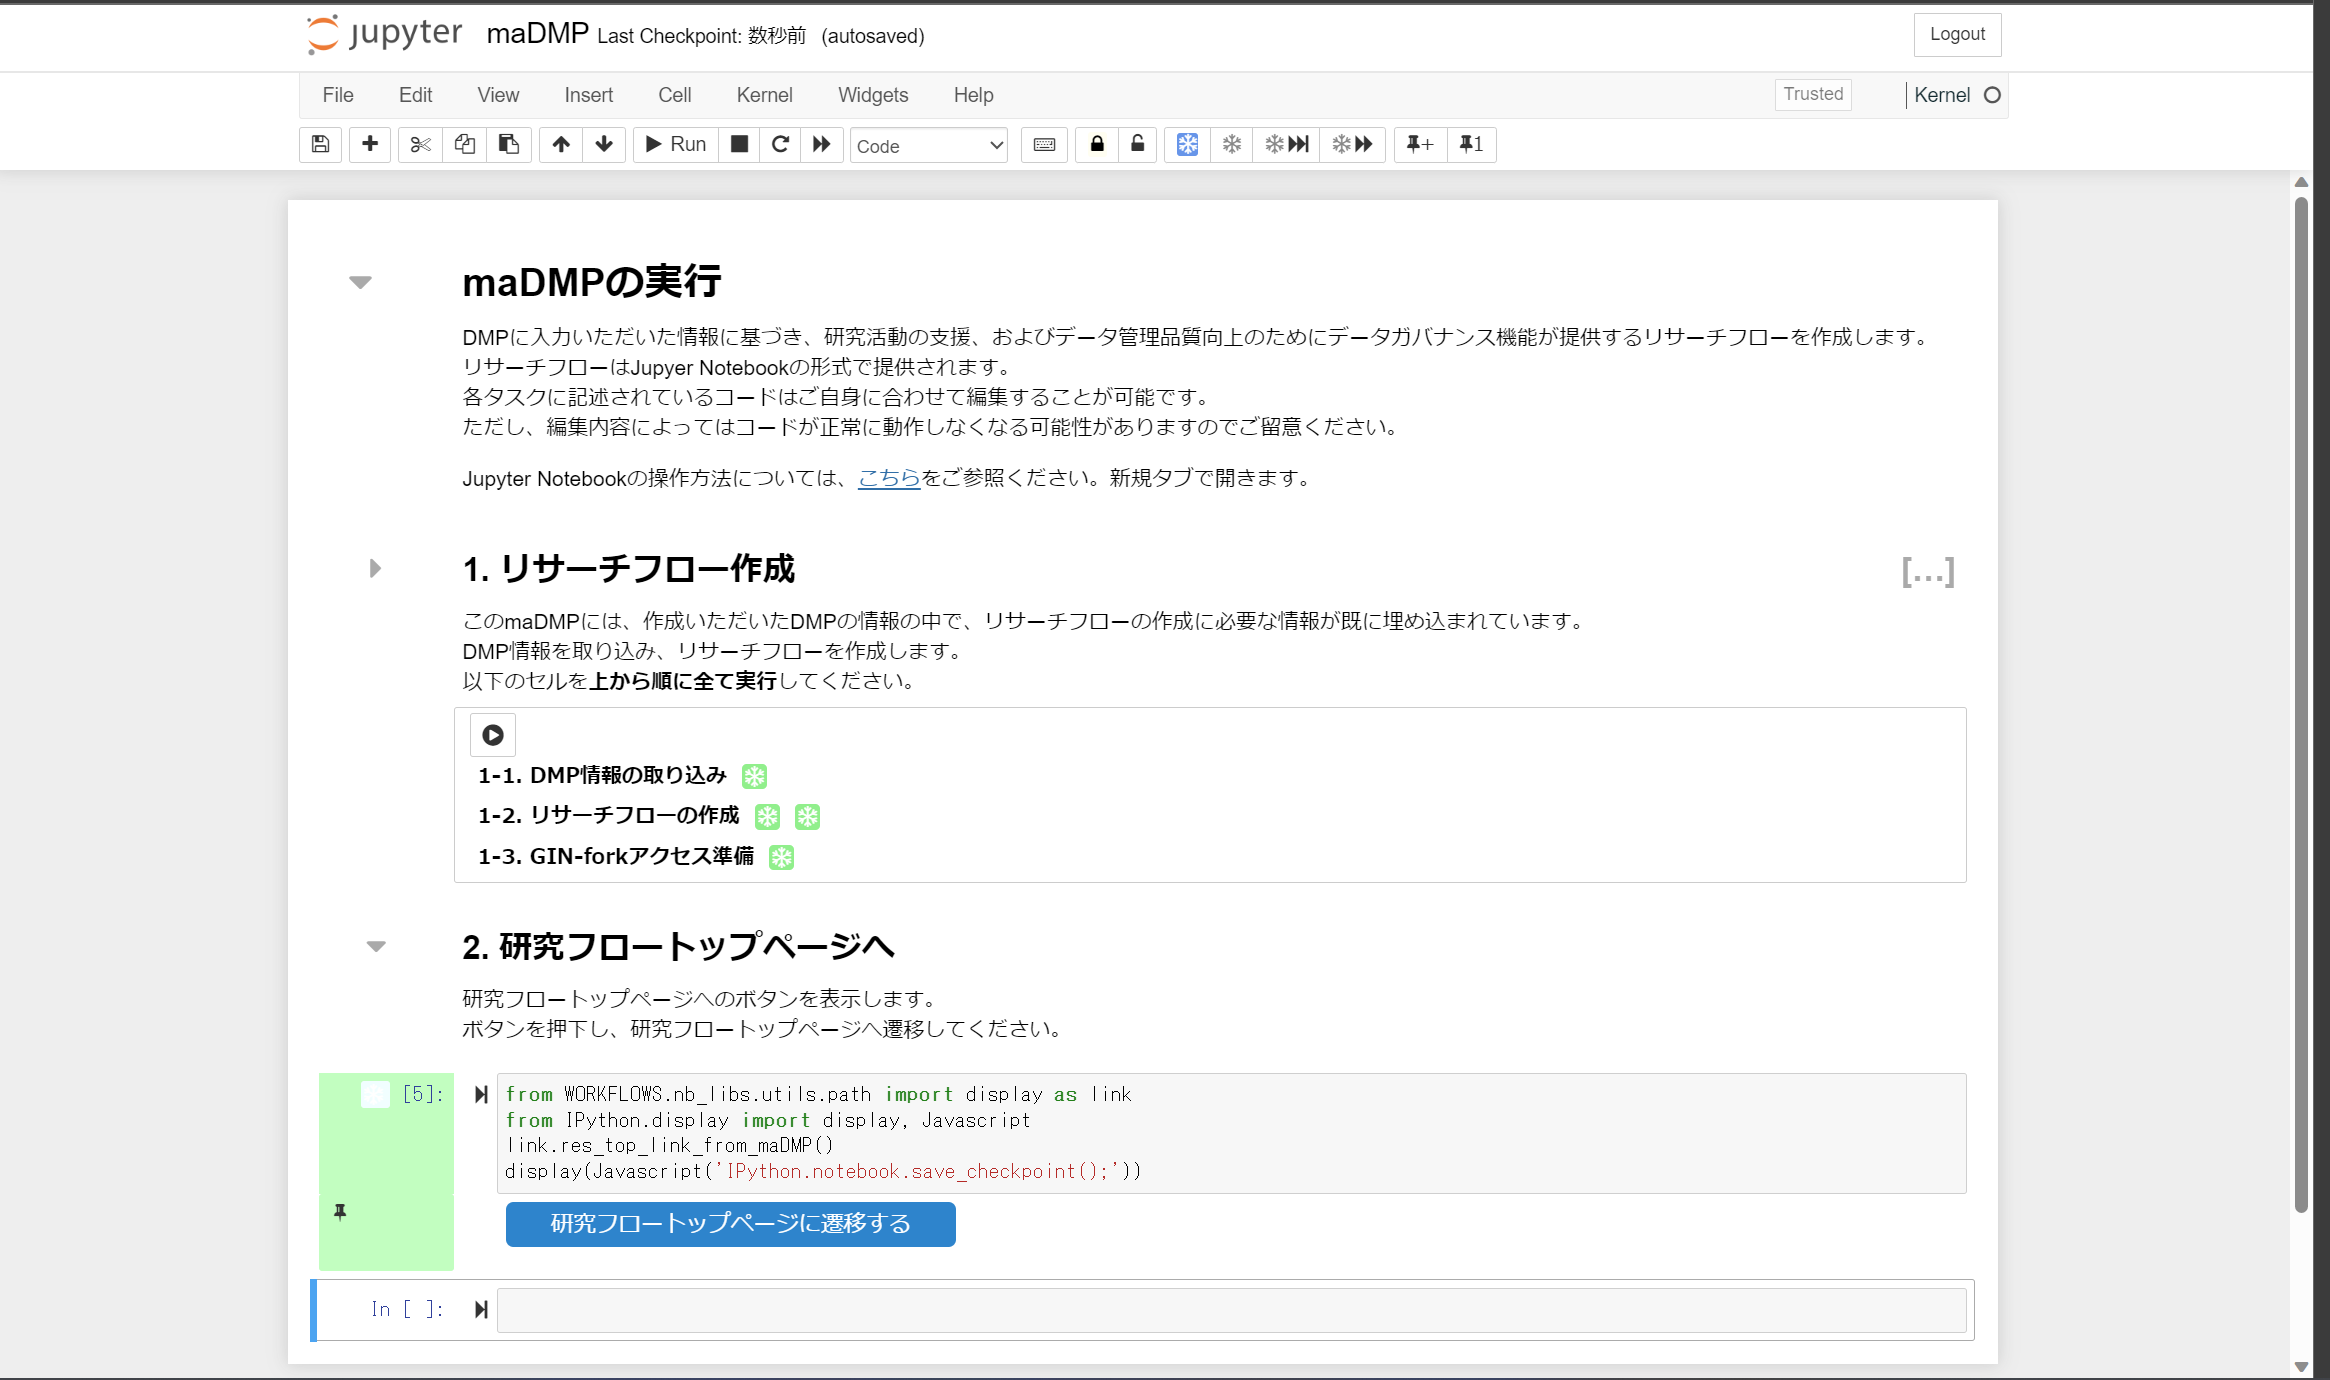 jupyter maDMP Last Checkpoint: 数秒前 (autosaved)
Logout
File Edit View Insert Cell Kernel Widgets Help
Trusted
Kernel
Run
Code
+
1
maDMPの実行
DMPに入力いただいた情報に基づき、研究活動の支援、およびデータ管理品質向上のためにデータガバナンス機能が提供するリサーチフローを作成します。
リサーチフローはJupyer Notebookの形式で提供されます。
各タスクに記述されているコードはご自身に合わせて編集することが可能です。
ただし、編集内容によってはコードが正常に動作しなくなる可能性がありますのでご留意ください。
Jupyter Notebookの操作方法については、こちらをご参照ください。新規タブで開きます。
1. リサーチフロー作成
[...]
このmaDMPには、作成いただいたDMPの情報の中で、リサーチフローの作成に必要な情報が既に埋め込まれています。
DMP情報を取り込み、リサーチフローを作成します。
以下のセルを上から順に全て実行してください。
1-1. DMP情報の取り込み
1-2. リサーチフローの作成
1-3. GIN-forkアクセス準備
2. 研究フロートップページへ
研究フロートップページへのボタンを表示します。
ボタンを押下し、研究フロートップページへ遷移してください。
[5]:
from WORKFLOWS.nb_libs.utils.path import display as link
from IPython.display import display, Javascript
link.res_top_link_from_maDMP()
display(Javascript('IPython.notebook.save_checkpoint();'))
研究フロートップページに遷移する
In [ ]: